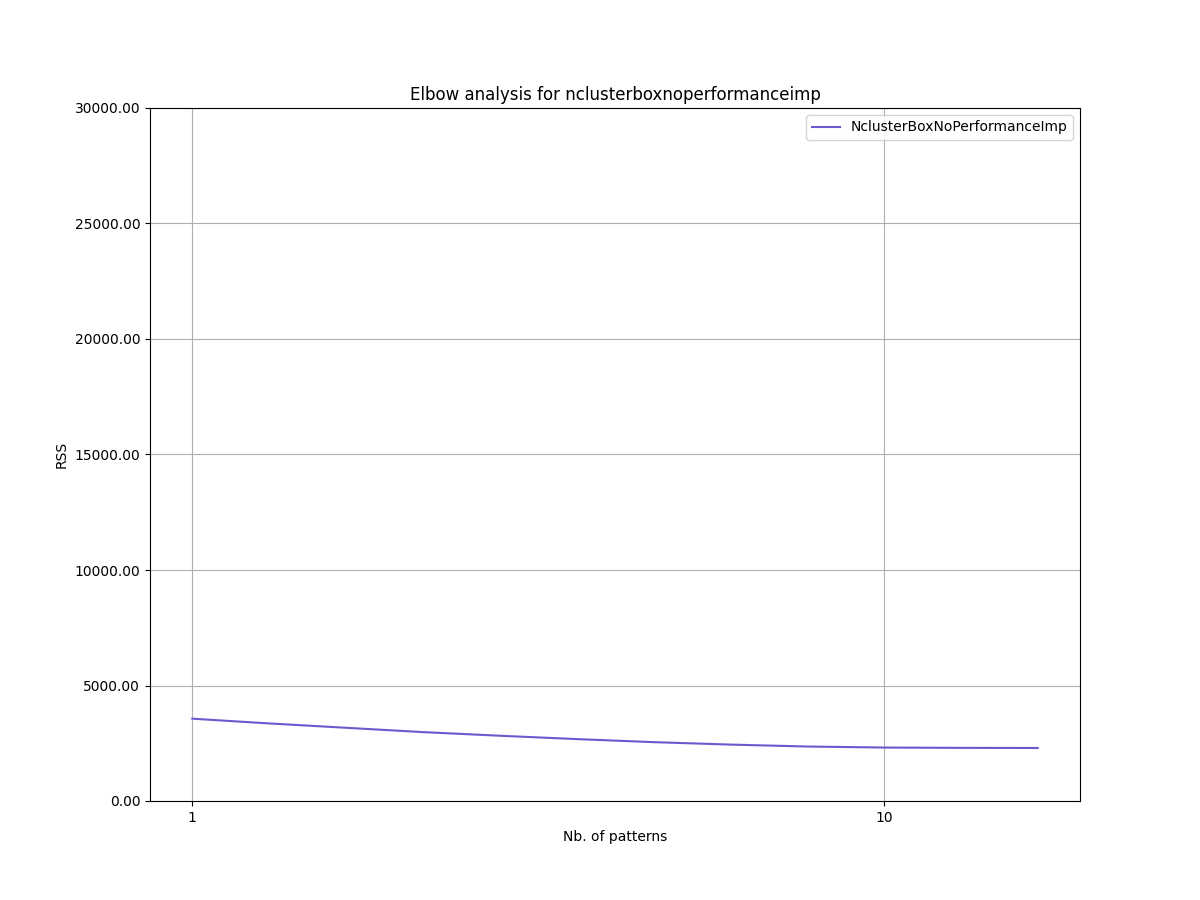 Elbow analysis for nclusterboxnoperformanceimp
NclusterBoxNoPerformanceImp
30000.00
25000.00
20000.00
15000.00
10000.00
5000.00
0.00
RSS
1
10
Nb. of patterns